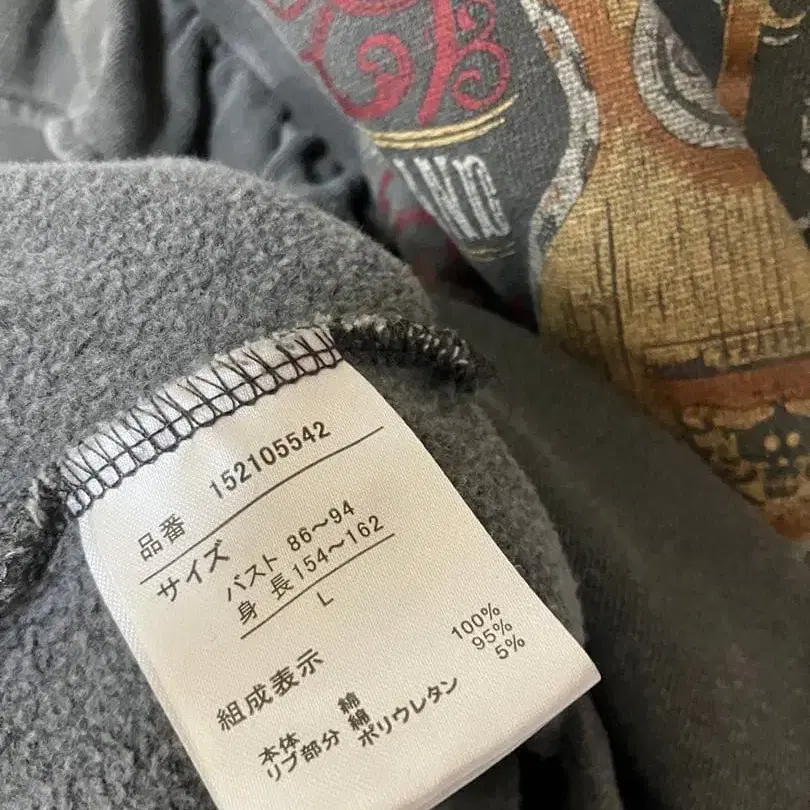 品番 152105542
サイズ
バスト 86～94
身長 154～162
L
組成表示
本体 綿 100%
リブ部分 綿 95%
ポリウレタン 5%